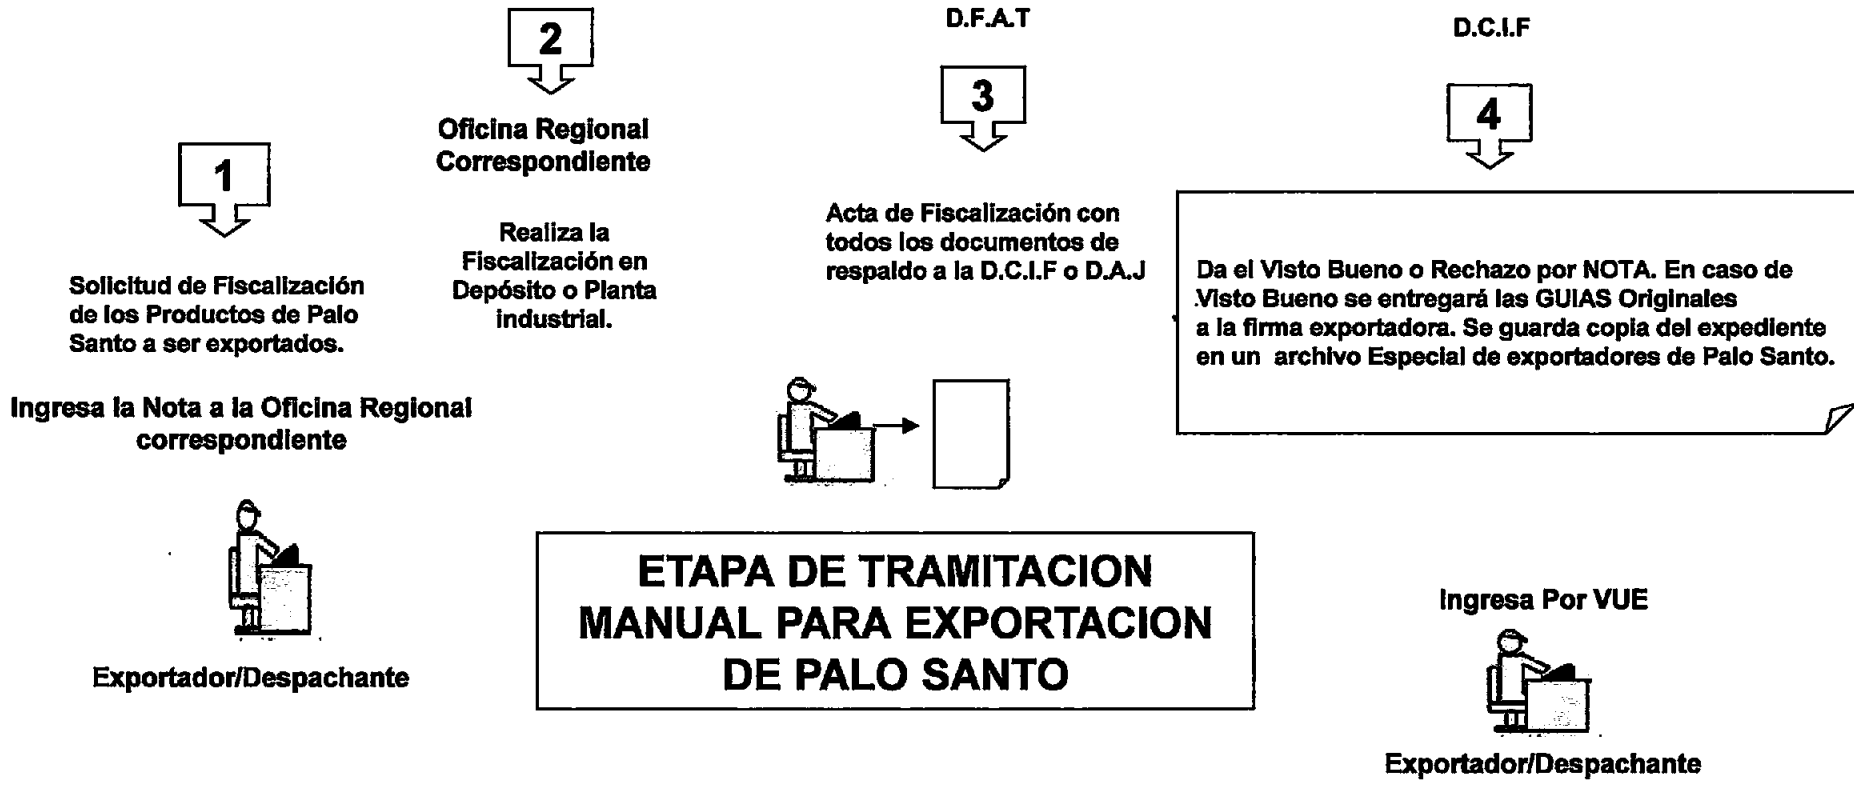 1
Solicitud de Fiscalización
de los Productos de Palo
Santo a ser exportados.
Ingresa la Nota a la Oficina Regional
correspondiente
Exportador/Despachante
2
Oficina Regional
Correspondiente
Realiza la
Fiscalización en
Depósito o Planta
industrial.
D.F.A.T
3
Acta de Fiscalización con
todos los documentos de
respaldo a la D.C.I.F o D.A.J
D.C.I.F
4
Da el Visto Bueno o Rechazo por NOTA. En caso de
Visto Bueno se entregará las GUIAS Originales
a la firma exportadora. Se guarda copia del expediente
en un archivo Especial de exportadores de Palo Santo.
ETAPA DE TRAMITACION
MANUAL PARA EXPORTACION
DE PALO SANTO
Ingresa Por VUE
Exportador/Despachante